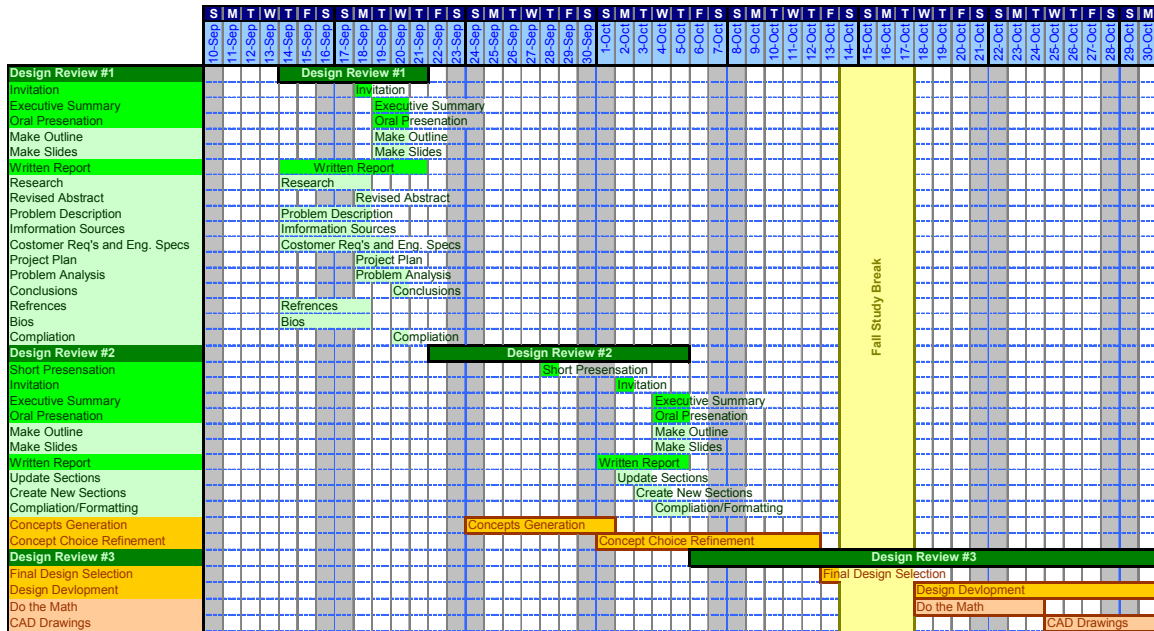 S M T W T F S S M T W T F S S M T W T F S S M T W T F S S M T W T F S S M T W T F S S M T W T F S S M
10-Sep 11-Sep 12-Sep 13-Sep 14-Sep 15-Sep 16-Sep 17-Sep 18-Sep 19-Sep 20-Sep 21-Sep 22-Sep 23-Sep 24-Sep 25-Sep 26-Sep 27-Sep 28-Sep 29-Sep 30-Sep 1-Oct 2-Oct 3-Oct 4-Oct 5-Oct 6-Oct 7-Oct 8-Oct 9-Oct 10-Oct 11-Oct 12-Oct 13-Oct 14-Oct 15-Oct 16-Oct 17-Oct 18-Oct 19-Oct 20-Oct 21-Oct 22-Oct 23-Oct 24-Oct 25-Oct 26-Oct 27-Oct 28-Oct 29-Oct 30-Oct
Design Review #1 Design Review #1
Invitation Invitation
Executive Summary Executive Summary
Oral Presenation Oral Presenation
Make Outline Make Outline
Make Slides Make Slides
Written Report Written Report
Research Research
Revised Abstract Revised Abstract
Problem Description Problem Description
Imformation Sources Imformation Sources
Costomer Req's and Eng. Specs Costomer Req's and Eng. Specs
Project Plan Project Plan
Problem Analysis Problem Analysis
Conclusions Conclusions
Refrences Refrences
Bios Bios
Compliation Compliation
Design Review #2 Design Review #2
Short Presensation Short Presensation
Invitation Invitation
Executive Summary Executive Summary
Oral Presenation Oral Presenation
Make Outline Make Outline
Make Slides Make Slides
Written Report Written Report
Update Sections Update Sections
Create New Sections Create New Sections
Compliation/Formatting Compliation/Formatting
Concepts Generation Concepts Generation
Concept Choice Refinement Concept Choice Refinement
Design Review #3 Design Review #3
Final Design Selection Final Design Selection
Design Devlopment Design Devlopment
Do the Math Do the Math
CAD Drawings CAD Drawings
Fall Study Break